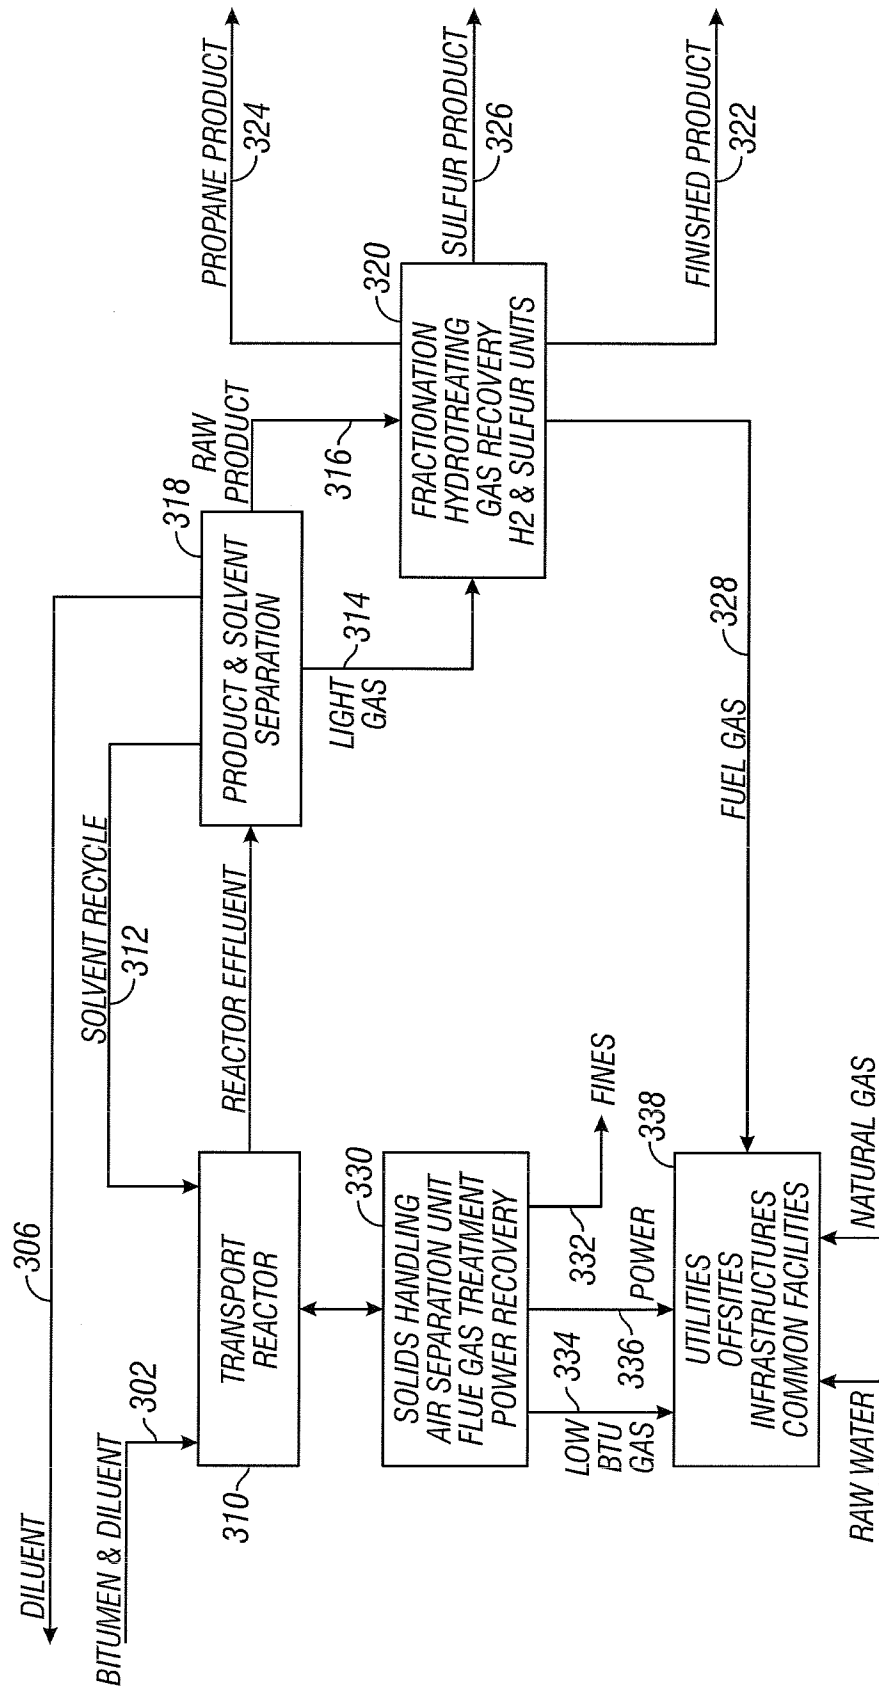 DILUENT
306
BITUMEN & DILUENT
302
SOLVENT RECYCLE
312
310
TRANSPORT
REACTOR
REACTOR EFFLUENT
318
PRODUCT & SOLVENT
SEPARATION
RAW
PRODUCT
316
LIGHT
GAS
314
320
FRACTIONATION
HYDROTREATING
GAS RECOVERY
H2 & SULFUR UNITS
PROPANE PRODUCT
324
SULFUR PRODUCT
326
FINISHED PRODUCT
322
330
SOLIDS HANDLING
AIR SEPARATION UNIT
FLUE GAS TREATMENT
POWER RECOVERY
LOW
BTU
GAS
334
336
POWER
332
FINES
338
UTILITIES
OFFSITES
INFRASTRUCTURES
COMMON FACILITIES
FUEL GAS
328
RAW WATER
NATURAL GAS